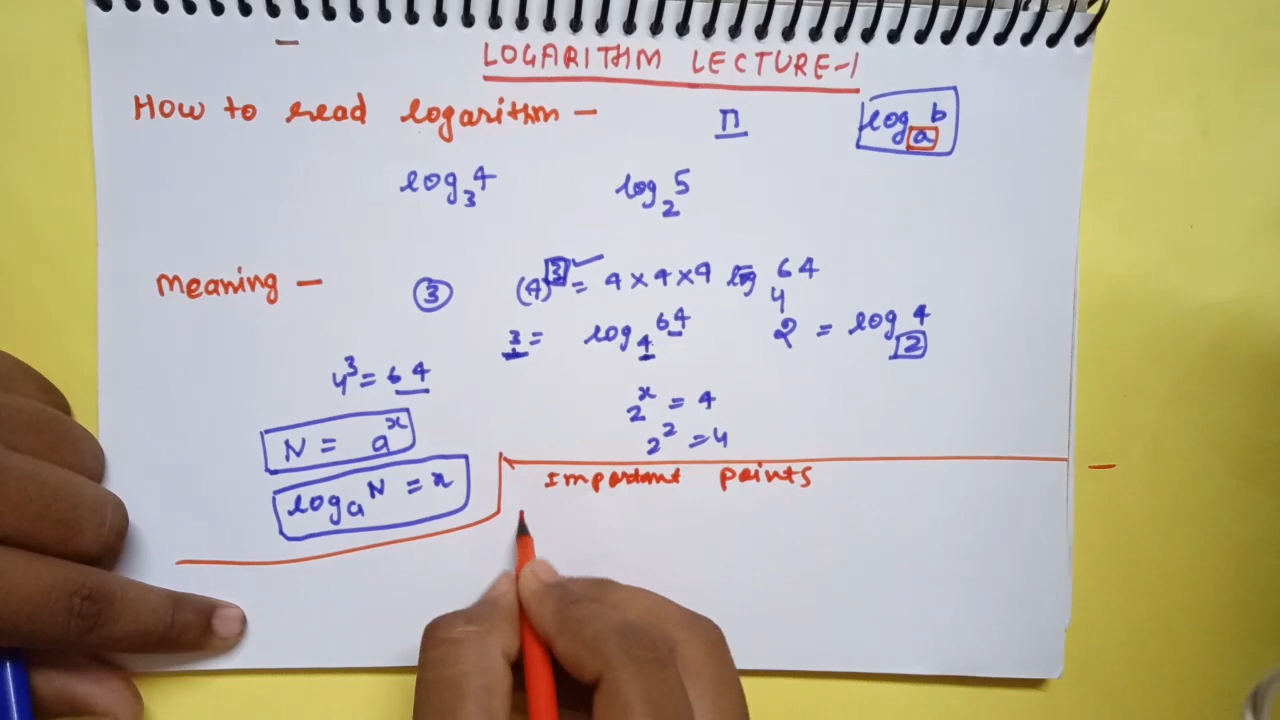 LOGARITHM LECTURE-1
How to read logarithm - n log_a b
log_3 4 log_2 5
Meaning - ③ (4)^3 = 4×4×4 log_4 64
3 = log_4 64 2 = log_2 4
4^3 = 64
2^x = 4
N = a^x 2^2 = 4
Important points
log_a N = x